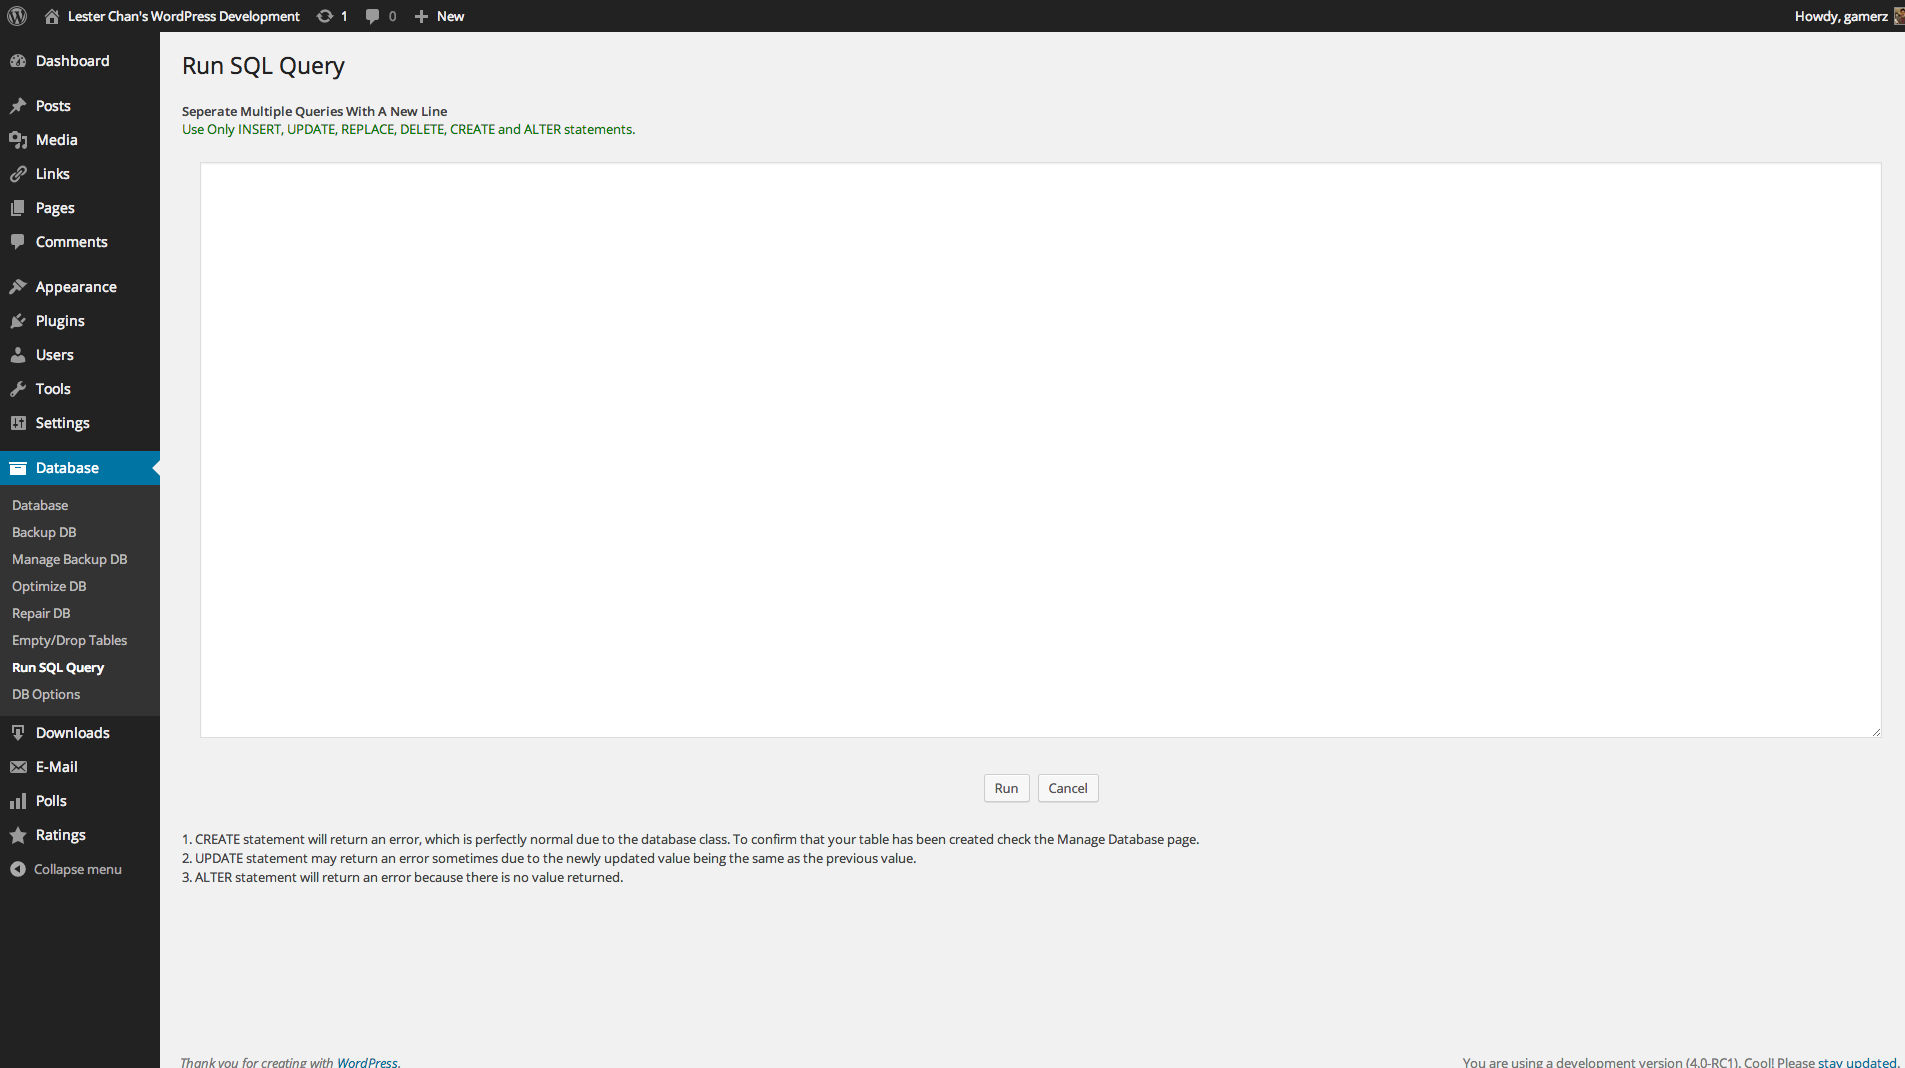 Lester Chan's WordPress Development 1 0 New Howdy, gamerz
Dashboard
Posts
Media
Links
Pages
Comments
Appearance
Plugins
Users
Tools
Settings
Database
Database
Backup DB
Manage Backup DB
Optimize DB
Repair DB
Empty/Drop Tables
Run SQL Query
DB Options
Downloads
E-Mail
Polls
Ratings
Collapse menu
Run SQL Query
Seperate Multiple Queries With A New Line
Use Only INSERT, UPDATE, REPLACE, DELETE, CREATE and ALTER statements.
Run Cancel
1. CREATE statement will return an error, which is perfectly normal due to the database class. To confirm that your table has been created check the Manage Database page.
2. UPDATE statement may return an error sometimes due to the newly updated value being the same as the previous value.
3. ALTER statement will return an error because there is no value returned.
Thank you for creating with WordPress.
You are using a development version (4.0-RC1). Cool! Please stay updated.